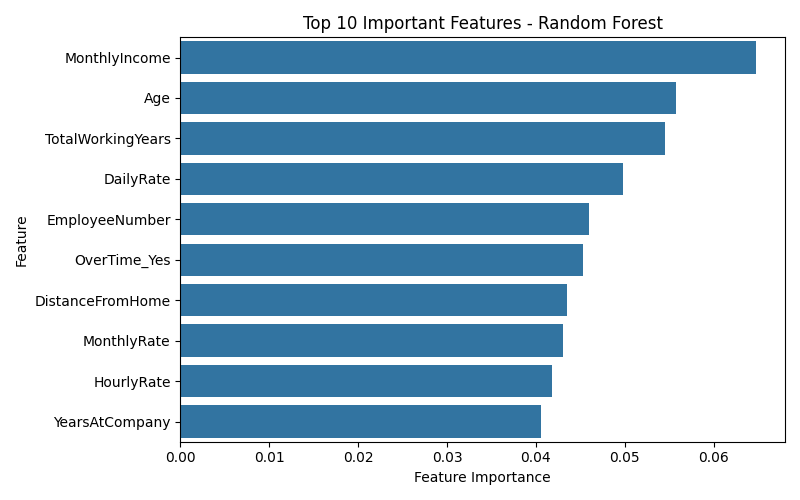 Top 10 Important Features - Random Forest
MonthlyIncome
Age
TotalWorkingYears
DailyRate
EmployeeNumber
OverTime_Yes
DistanceFromHome
MonthlyRate
HourlyRate
YearsAtCompany
Feature
0.00 0.01 0.02 0.03 0.04 0.05 0.06
Feature Importance